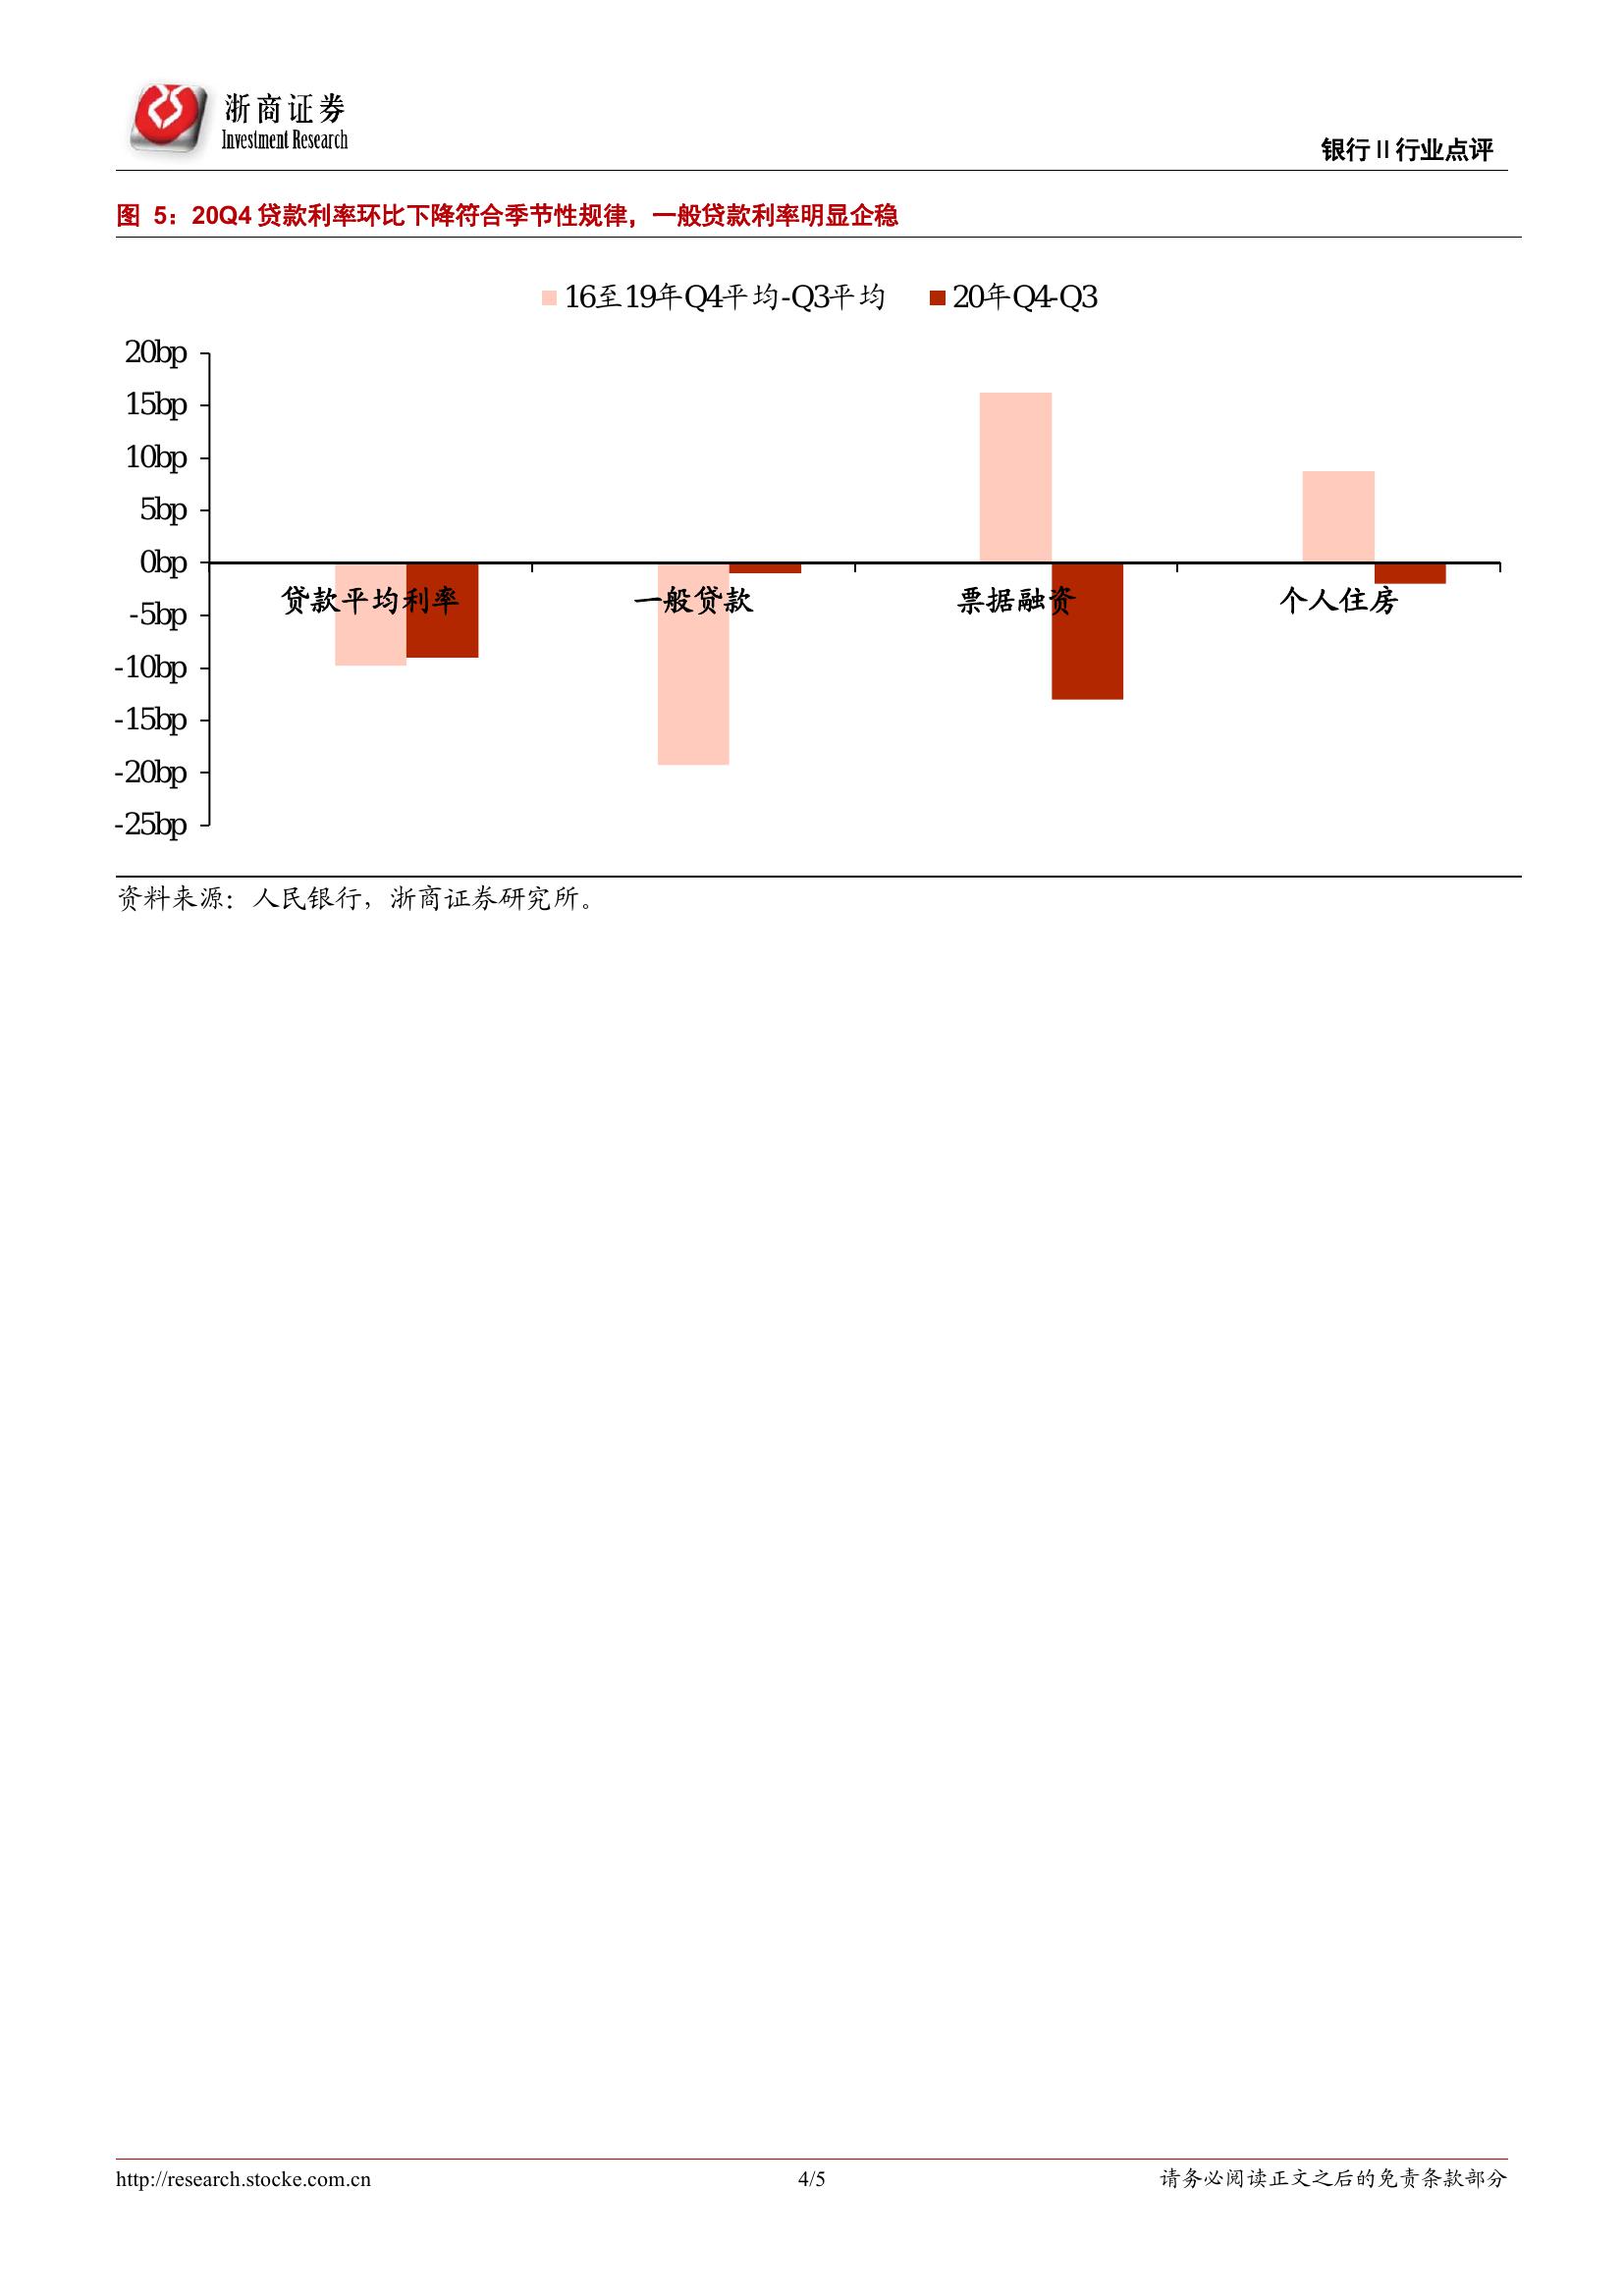 浙商证券
Investment Research
银行 II 行业点评
图 5：20Q4 贷款利率环比下降符合季节性规律，一般贷款利率明显企稳
16至19年Q4平均-Q3平均 20年Q4-Q3
20bp
15bp
10bp
5bp
0bp
-5bp
-10bp
-15bp
-20bp
-25bp
贷款平均利率 一般贷款 票据融资 个人住房
资料来源：人民银行，浙商证券研究所。
http://research.stocke.com.cn 4/5 请务必阅读正文之后的免责条款部分